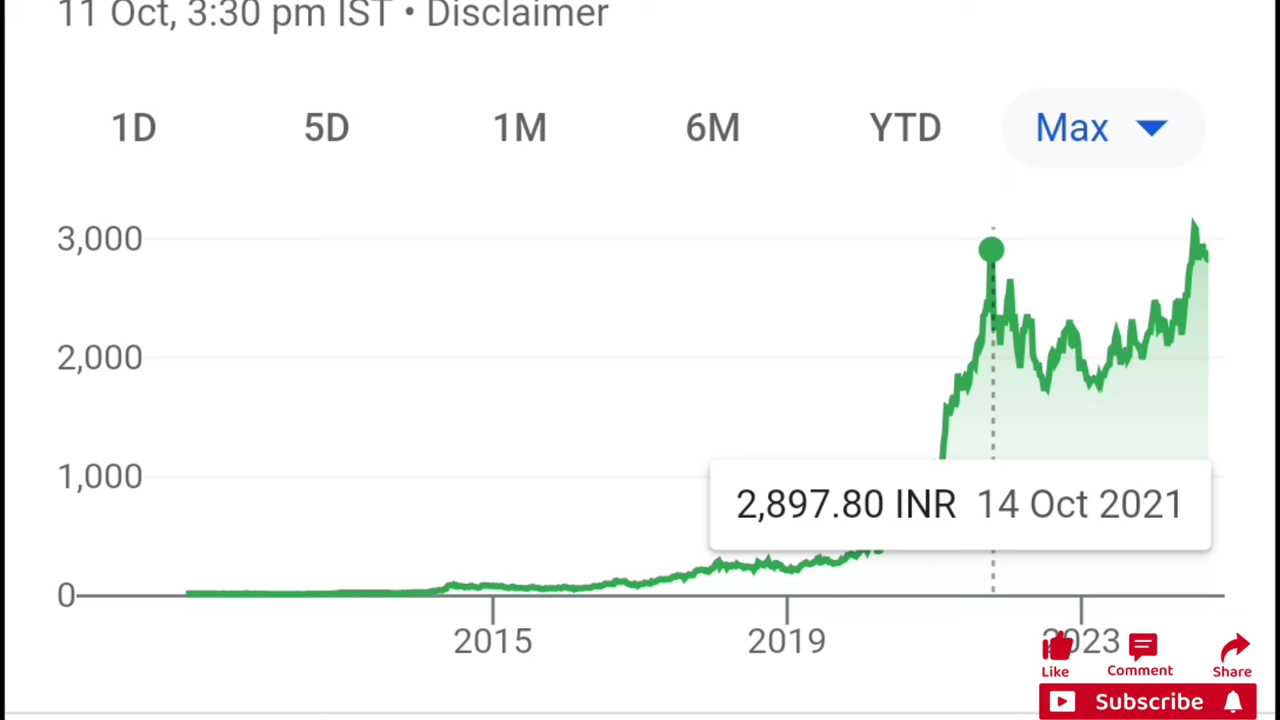 11 Oct, 3:30 pm IST • Disclaimer
1D 5D 1M 6M YTD Max
3,000
2,000
1,000
2,897.80 INR 14 Oct 2021
0
2015 2019 2023
Like Comment Share
Subscribe